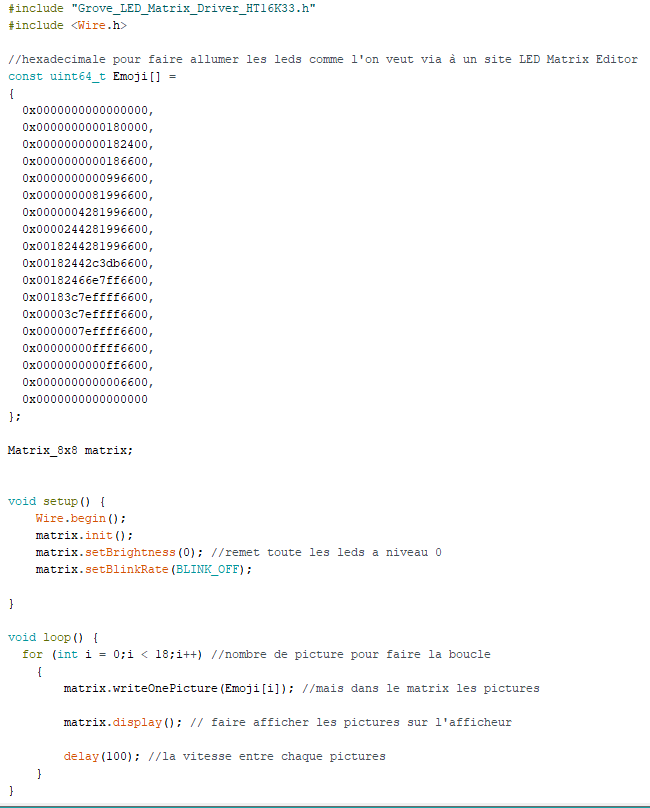 #include "Grove_LED_Matrix_Driver_HT16K33.h"
#include <Wire.h>
//hexadecimale pour faire allumer les leds comme l'on veut via à un site LED Matrix Editor
const uint64_t Emoji[] =
{
0x0000000000000000,
0x0000000000180000,
0x0000000000182400,
0x0000000000186600,
0x0000000000996600,
0x0000000081996600,
0x0000004281996600,
0x0000244281996600,
0x0018244281996600,
0x00182442c3db6600,
0x00182466e7ff6600,
0x00183c7effff6600,
0x00003c7effff6600,
0x0000007effff6600,
0x00000000ffff6600,
0x0000000000ff6600,
0x0000000000006600,
0x0000000000000000
};
Matrix_8x8 matrix;
void setup() {
Wire.begin();
matrix.init();
matrix.setBrightness(0); //remet toute les leds a niveau 0
matrix.setBlinkRate(BLINK_OFF);
}
void loop() {
for (int i = 0;i < 18;i++) //nombre de picture pour faire la boucle
{
matrix.writeOnePicture(Emoji[i]); //mais dans le matrix les pictures
matrix.display(); // faire afficher les pictures sur l'afficheur
delay(100); //la vitesse entre chaque pictures
}
}